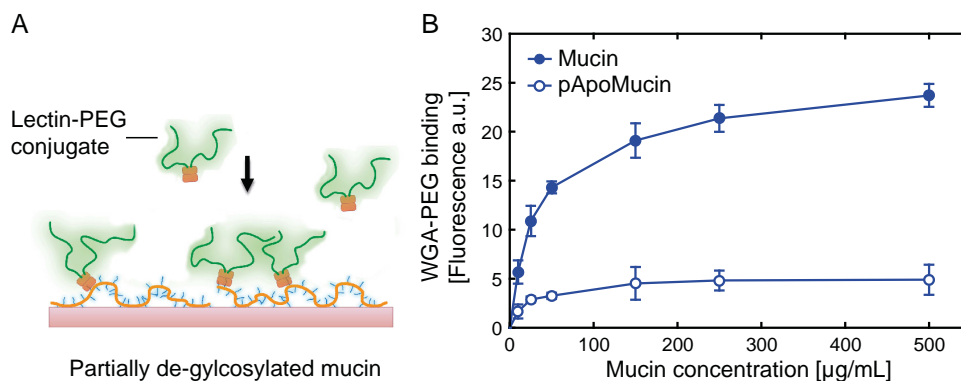 A
Lectin-PEG
conjugate
Partially de-gylcosylated mucin
B
30
25
20
15
10
5
0
WGA-PEG binding
[Fluorescence a.u.]
Mucin
pApoMucin
0 100 200 300 400 500
Mucin concentration [µg/mL]